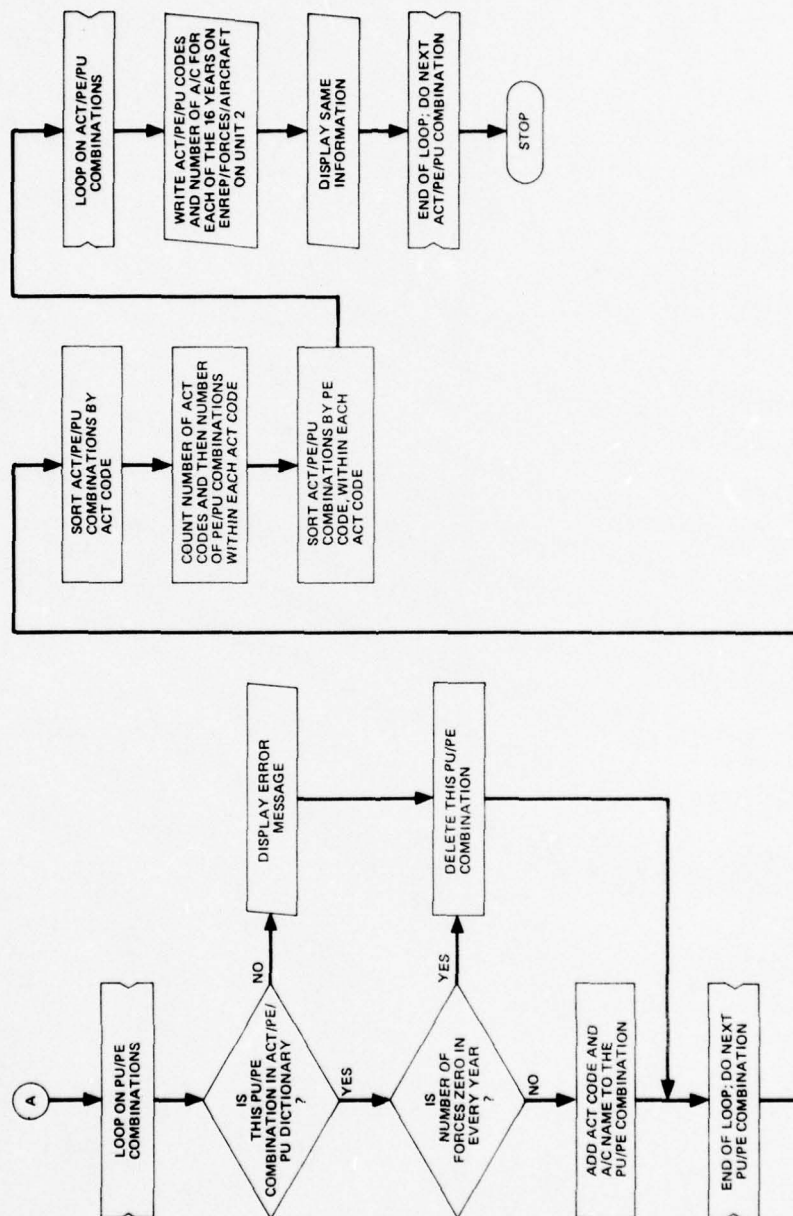 A
LOOP ON PU/PE
COMBINATIONS
IS
THIS PU/PE
COMBINATION IN ACT/PE/
PU DICTIONARY
?
NO
DISPLAY ERROR
MESSAGE
YES
IS
NUMBER OF
FORCES ZERO IN
EVERY YEAR
?
YES
DELETE THIS PU/PE
COMBINATION
NO
ADD ACT CODE AND
A/C NAME TO THE
PU/PE COMBINATION
END OF LOOP; DO NEXT
PU/PE COMBINATION
SORT ACT/PE/PU
COMBINATIONS BY
ACT CODE
COUNT NUMBER OF ACT
CODES AND THEN NUMBER
OF PE/PU COMBINATIONS
WITHIN EACH ACT CODE
SORT ACT/PE/PU
COMBINATIONS BY PE
CODE, WITHIN EACH
ACT CODE
LOOP ON ACT/PE/PU
COMBINATIONS
WRITE ACT/PE/PU CODES
AND NUMBER OF A/C FOR
EACH OF THE 16 YEARS ON
ENREP/FORCES/AIRCRAFT
ON UNIT 2
DISPLAY SAME
INFORMATION
END OF LOOP; DO NEXT
ACT/PE/PU COMBINATION
STOP